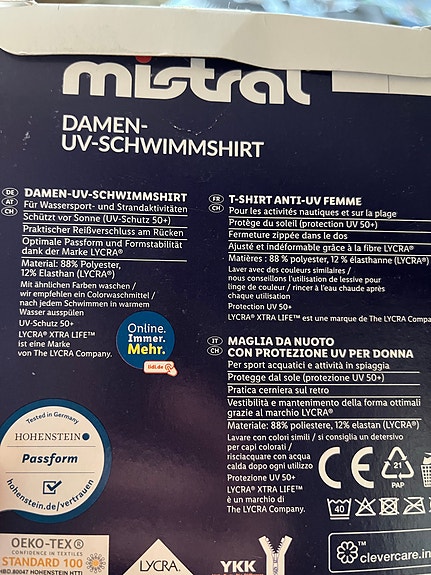 mistral
DAMEN-
UV-SCHWIMMSHIRT
DE
AT
CH
DAMEN-UV-SCHWIMMSHIRT
Für Wassersport- und Strandaktivitäten
Schützt vor Sonne (UV-Schutz 50+)
Praktischer Reißverschluss am Rücken
Optimale Passform und Formstabilität
dank der Marke LYCRA®
Material: 88% Polyester,
12% Elasthan (LYCRA®)
Mit ähnlichen Farben waschen /
wir empfehlen ein Colorwaschmittel /
nach jedem Schwimmen in warmem
Wasser ausspülen
UV-Schutz 50+
LYCRA® XTRA LIFE™
ist eine Marke
von The LYCRA Company.
Online.
Immer.
Mehr.
lidl.de
FR
CH
T-SHIRT ANTI-UV FEMME
Pour les activités nautiques et sur la plage
Protège du soleil (protection UV 50+)
Fermeture zippée dans le dos
Ajusté et indéformable grâce à la fibre LYCRA®
Matières : 88 % polyester, 12 % élasthanne (LYCRA®)
Laver avec des couleurs similaires /
nous conseillons l'utilisation de lessive pour
linge de couleur / rincer à l'eau chaude après
chaque utilisation
Protection UV 50+
LYCRA® XTRA LIFE™ est une marque de The LYCRA
IT
CH
MAGLIA DA NUOTO
CON PROTEZIONE UV PER DONNA
Per sport acquatici e attività in spiaggia
Protegge dal sole (protezione UV 50+)
Pratica cerniera sul retro
Vestibilità e mantenimento della forma ottimali
grazie al marchio LYCRA®
Materiale: 88% poliestere, 12% elastan (LYCRA®)
Lavare con colori simili / si consiglia un detersivo
per capi colorati /
risciacquare con acqua
calda dopo ogni utilizzo
Protezione UV 50+
LYCRA® XTRA LIFE™
è un marchio di
The LYCRA Company.
CE
21
PAP
40
Tested in Germany
HOHENSTEIN
Passform
hohenstein.de/vertrauen
OEKO-TEX®
CONFIDENCE IN TEXTILES
STANDARD 100
HBD.80047 HOHENSTEIN HTTI
LYCRA
YKK
clevercare.in